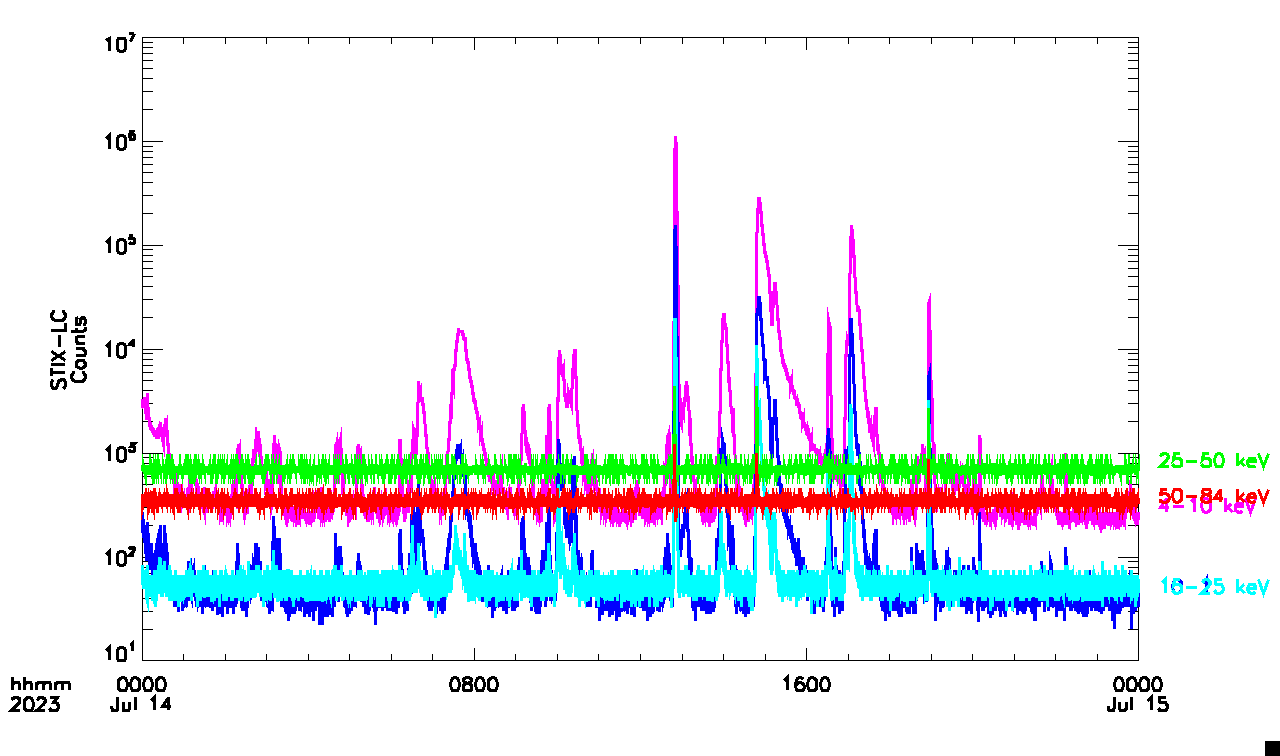 10⁷
10⁶
10⁵
10⁴
10³
10²
10¹
STIX-LC
Counts
25-50 keV
50-84 keV
4-10 keV
15-25 keV
hhmm 0000 0800 1600 0000
2023 Jul 14 Jul 15